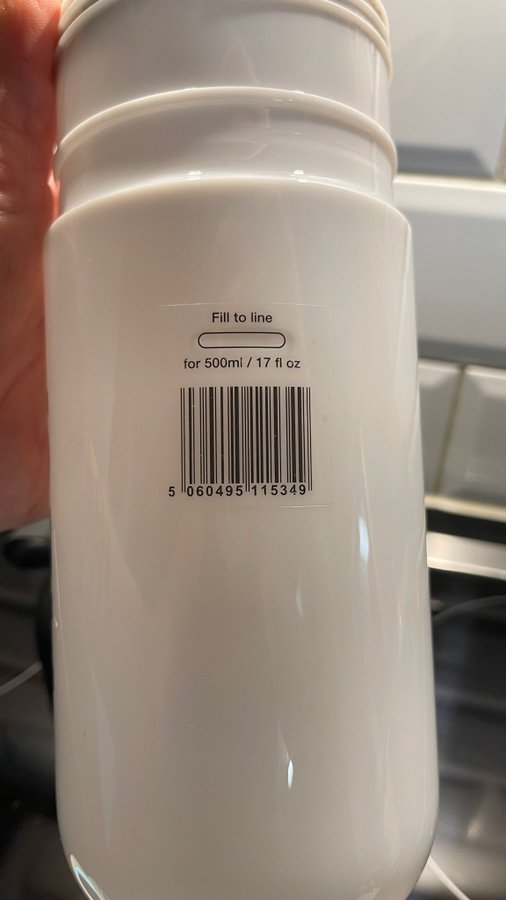 Fill to line
for 500ml / 17 fl oz
5 060495 115349